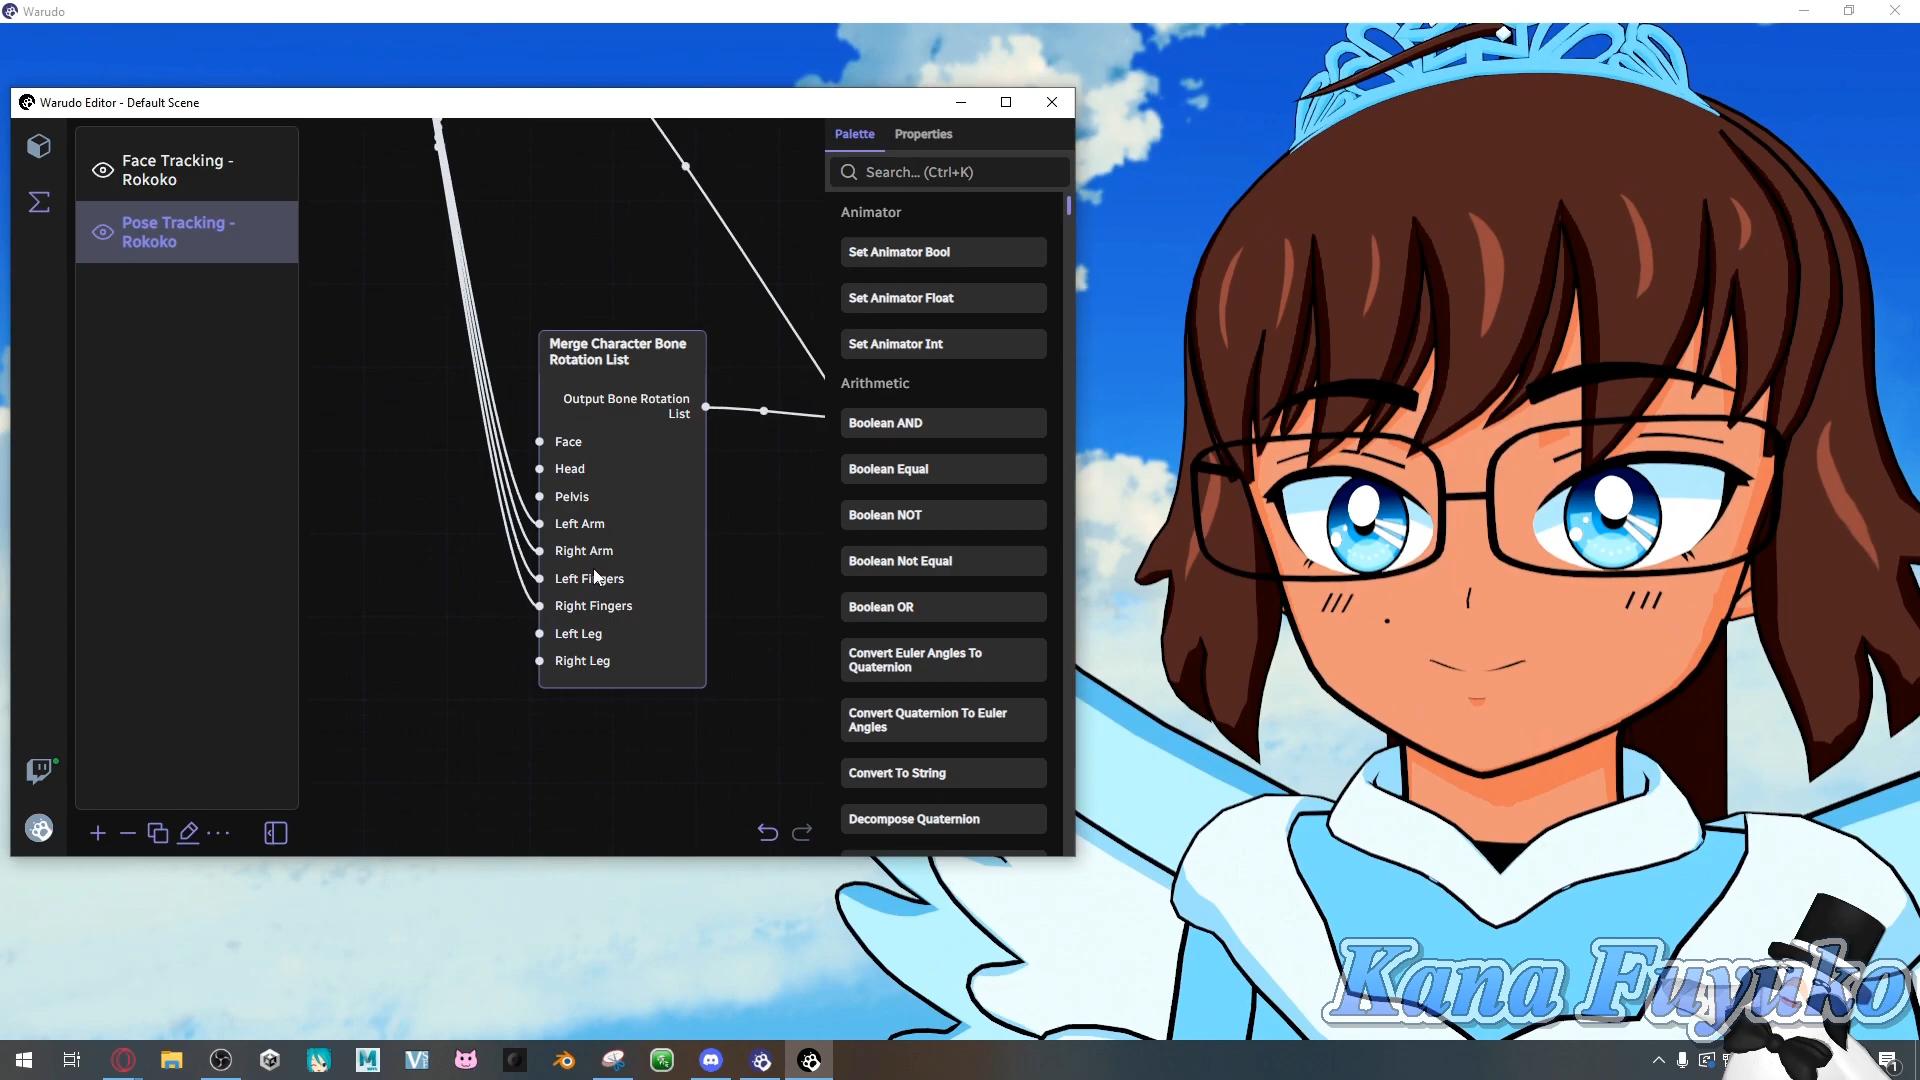 Warudo
Warudo Editor - Default Scene
Face Tracking -
Rokoko
Pose Tracking -
Rokoko
Merge Character Bone
Rotation List
Output Bone Rotation
List
Face
Head
Pelvis
Left Arm
Right Arm
Left Fingers
Right Fingers
Left Leg
Right Leg
Palette
Properties
Search... (Ctrl+K)
Animator
Set Animator Bool
Set Animator Float
Set Animator Int
Arithmetic
Boolean AND
Boolean Equal
Boolean NOT
Boolean Not Equal
Boolean OR
Convert Euler Angles To
Quaternion
Convert Quaternion To Euler
Angles
Convert To String
Decompose Quaternion
Kana Fuyuko
1